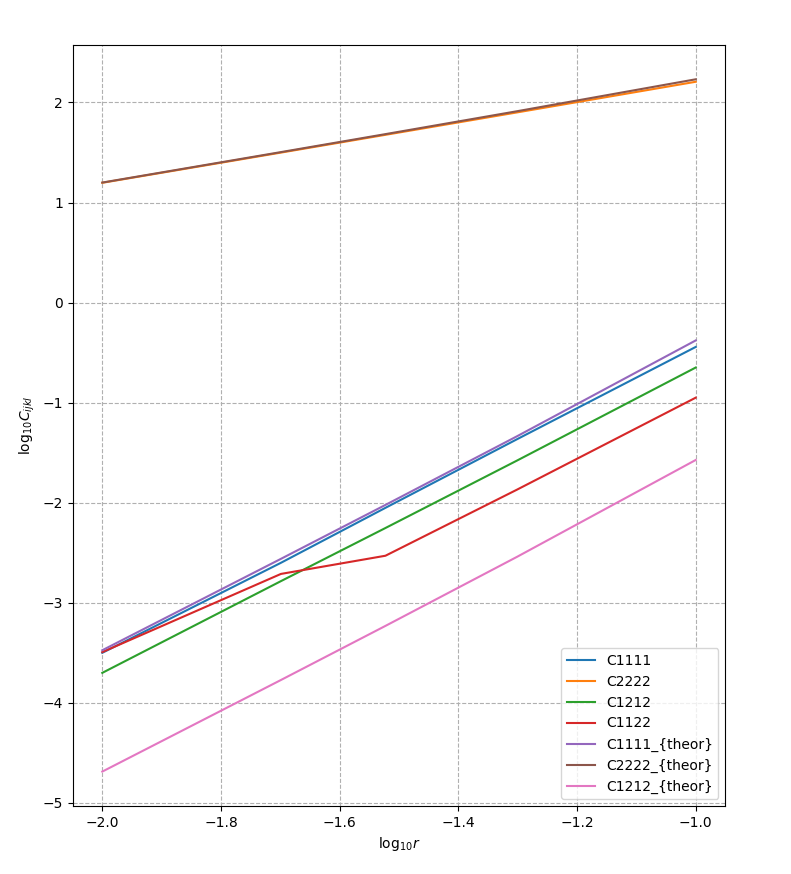 2
1
0
−1
−2
−3
−4
−5
log₁₀Cᵢⱼₖₗ
−2.0 −1.8 −1.6 −1.4 −1.2 −1.0
log₁₀r
C1111
C2222
C1212
C1122
C1111_{theor}
C2222_{theor}
C1212_{theor}